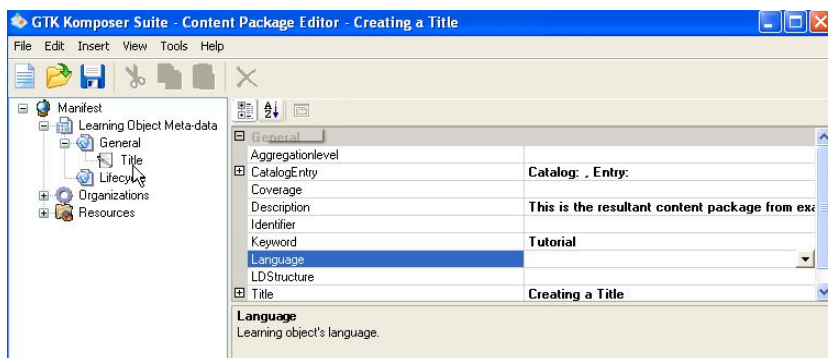 GTK Komposer Suite - Content Package Editor - Creating a Title
File Edit Insert View Tools Help
Manifest
Learning Object Meta-data
General
Title
Lifecycle
Organizations
Resources
General
Aggregationlevel
CatalogEntry Catalog: , Entry:
Coverage
Description This is the resultant content package from exa
Identifier
Keyword Tutorial
Language
LDStructure
Title Creating a Title
Language
Learning object's language.